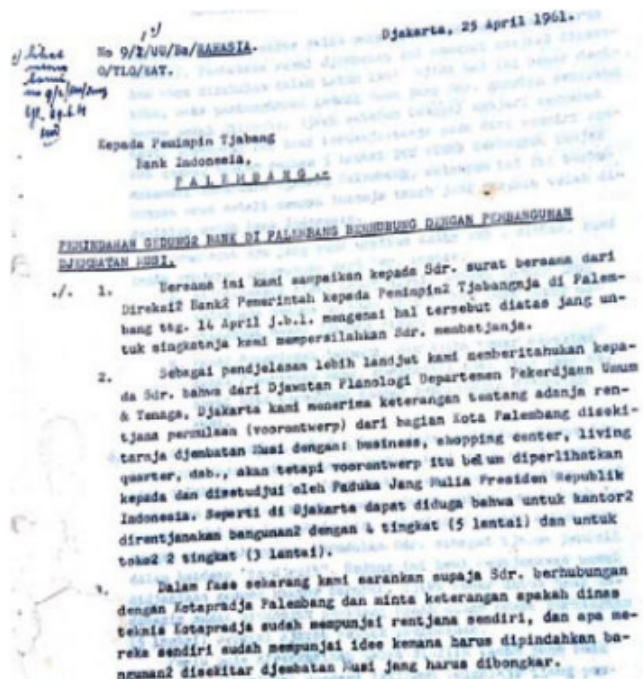 Djakarta, 25 April 1961.
No 9/1/UU/Ba/RAHASIA.
O/TLG/SAT.
Kepada Pemimpin Tjabang
Bank Indonesia,
PALEMBANG.-
PEMINDAHAN GEDUNG2 BANK DI PALEMBANG BERHUBUNG DENGAN PEMBANGUNAN
DJEMBATAN MUSI.
./. 1. Bersama ini kami sampaikan kepada Sdr. surat bersama dari
Direksi2 Bank2 Pemerintah kepada Pemimpin2 Tjabangnja di Palem-
bang tgg. 14 April j.b.l. mengenai hal tersebut diatas jang un-
tuk singkatnja kami mempersilahkan Sdr. membatjanja.
2. Sebagai pendjelasan lebih landjut kami memberitahukan kepa-
da Sdr. bahwa dari Djawatan Planologi Departemen Pekerdjaan Umum
& Tenaga, Djakarta kami menerima keterangan tentang adanja ren-
tjana permulaan (voorontwerp) dari bagian Kota Palembang diseki-
tarnja djembatan Musi dengan: business, shopping center, living
quarter, dsb., akan tetapi voorontwerp itu belum diperlihatkan
kepada dan disetudjui oleh Paduka Jang Mulia Presiden Republik
Indonesia. Seperti di Djakarta dapat diduga bahwa untuk kantor2
direntjanakan bangunan2 dengan 4 tingkat (5 lantai) dan untuk
toko2 2 tingkat (3 lantai).
3. Dalam fase sekarang kami sarankan supaja Sdr. berhubungan
dengan Kotapradja Palembang dan minta keterangan apakah dinas
teknis Kotapradja sudah mempunjai rentjana sendiri, dan apa me-
reka sendiri sudah mempunjai idee kemana harus dipindahkan ba-
ngunan2 disekitar djembatan Musi jang harus dibongkar.